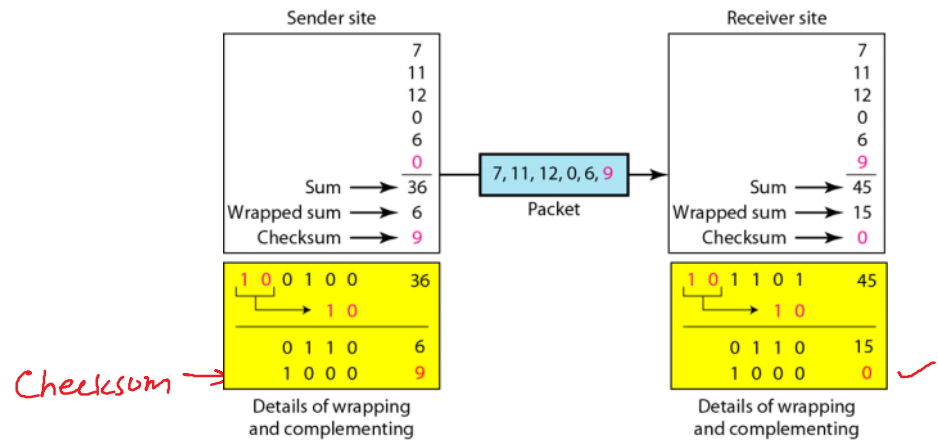 Sender site
7
11
12
0
6
0
Sum 36
Wrapped sum 6
Checksum 9
7, 11, 12, 0, 6, 9
Packet
Receiver site
7
11
12
0
6
9
Sum 45
Wrapped sum 15
Checksum 0
1 0 0 1 0 0 36
1 0
0 1 1 0 6
1 0 0 0 9
Details of wrapping
and complementing
Checksum
1 0 1 1 0 1 45
1 0
0 1 1 0 15
1 0 0 0 0
Details of wrapping
and complementing